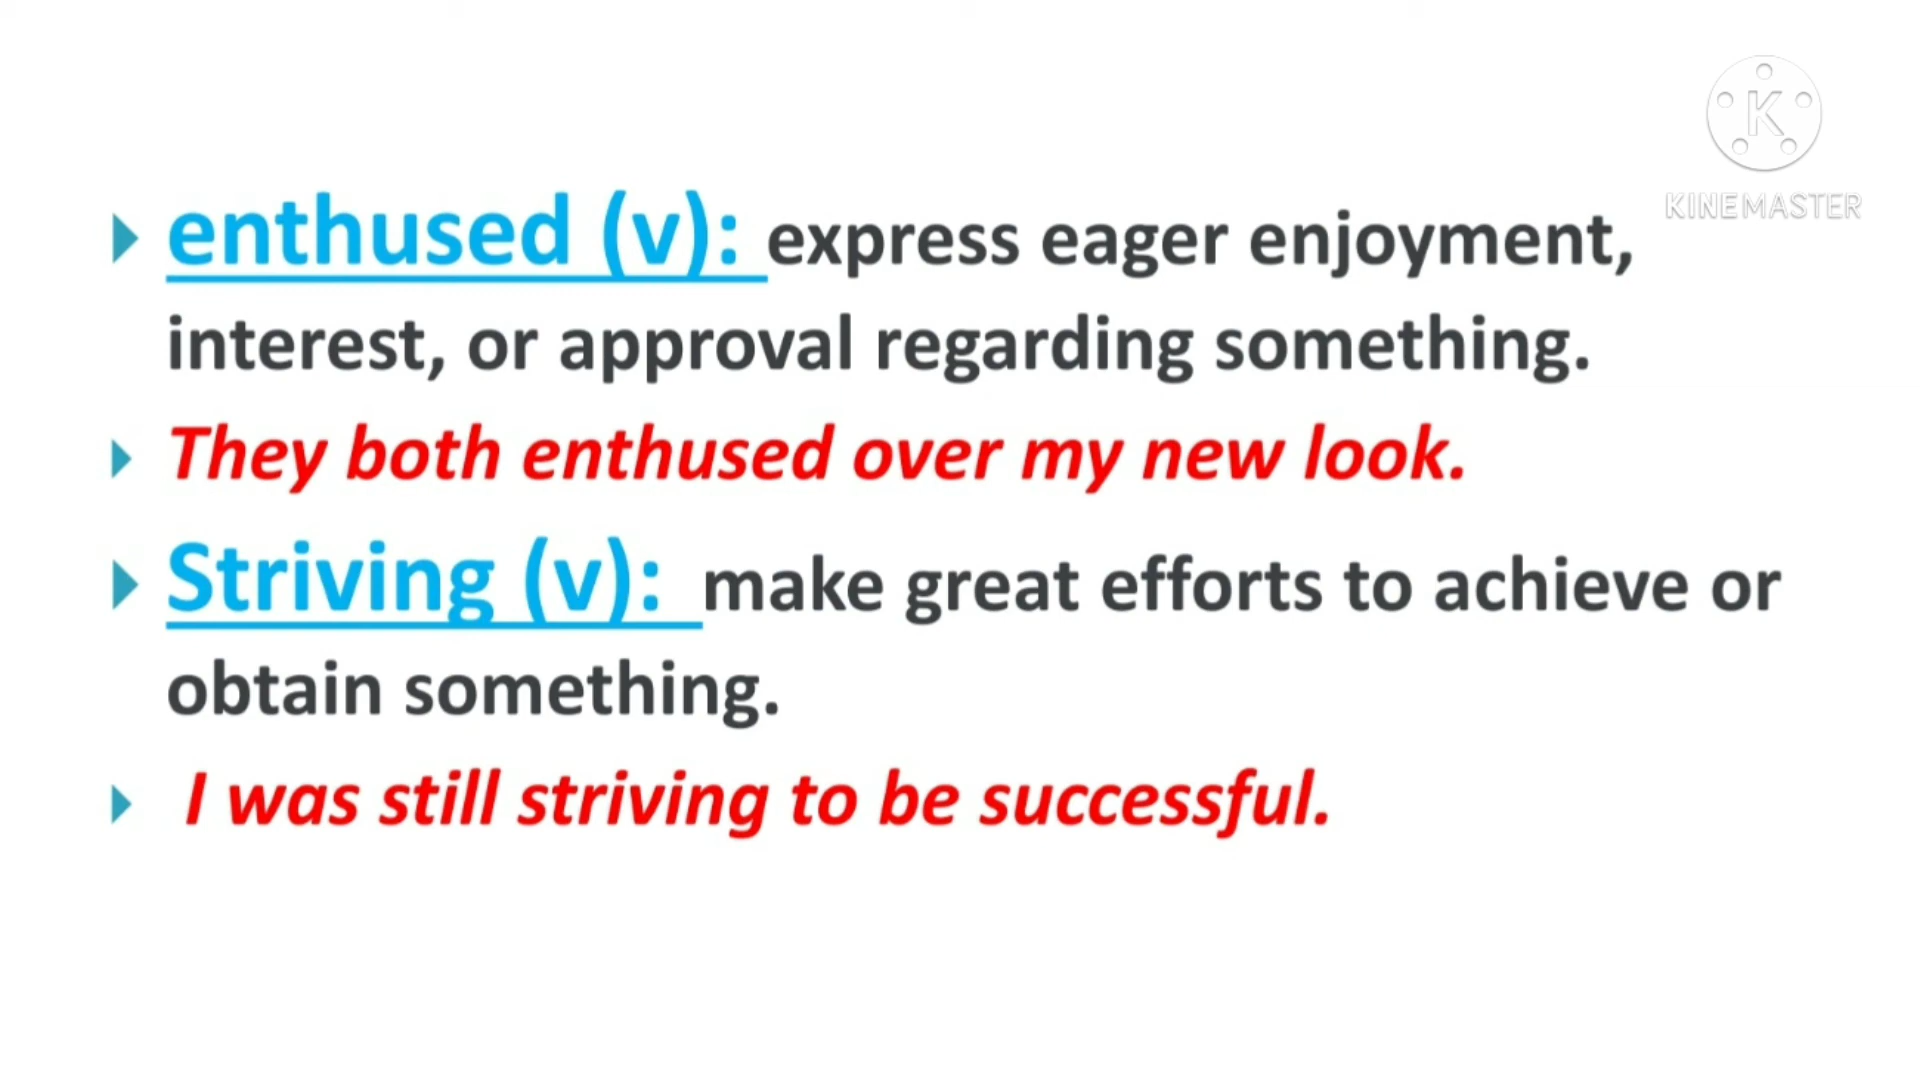 K
KINEMASTER
enthused (v): express eager enjoyment,
interest, or approval regarding something.
They both enthused over my new look.
Striving (v): make great efforts to achieve or
obtain something.
I was still striving to be successful.